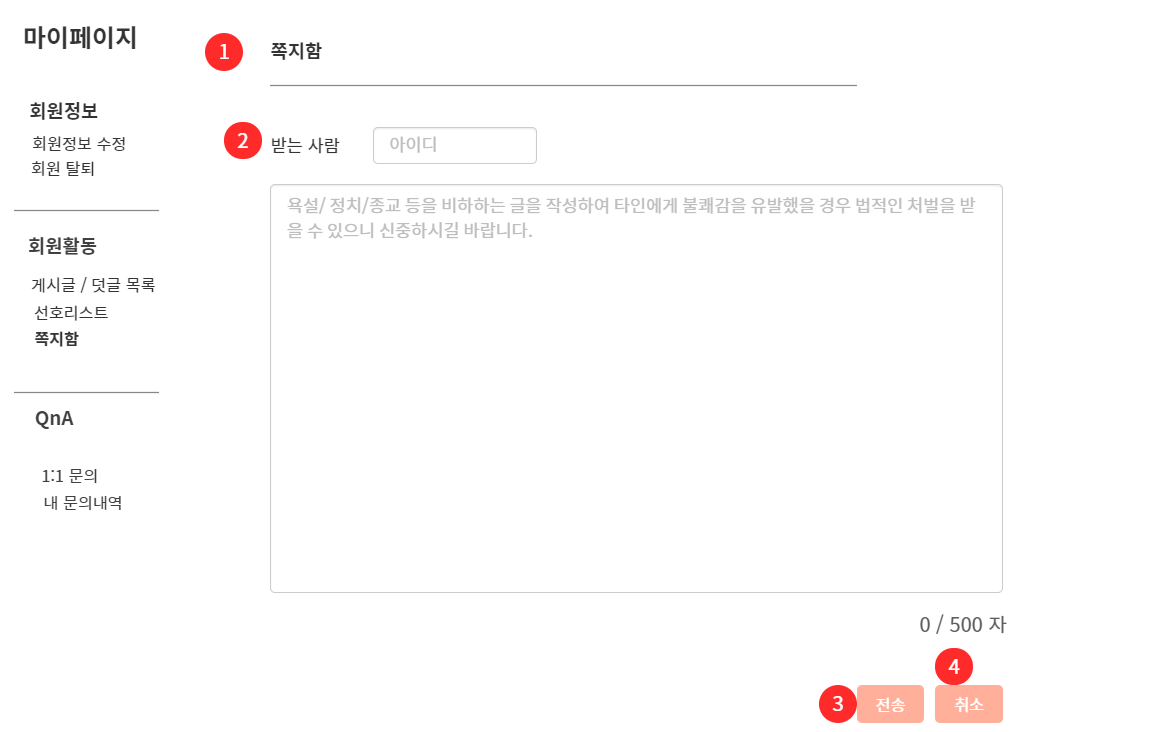 마이페이지
회원정보
회원정보 수정
회원 탈퇴
회원활동
게시글 / 덧글 목록
선호리스트
쪽지함
QnA
1:1 문의
내 문의내역
1
쪽지함
2
받는 사람
아이디
욕설/ 정치/종교 등을 비하하는 글을 작성하여 타인에게 불쾌감을 유발했을 경우 법적인 처벌을 받
을 수 있으니 신중하시길 바랍니다.
0 / 500 자
4
3
전송
취소